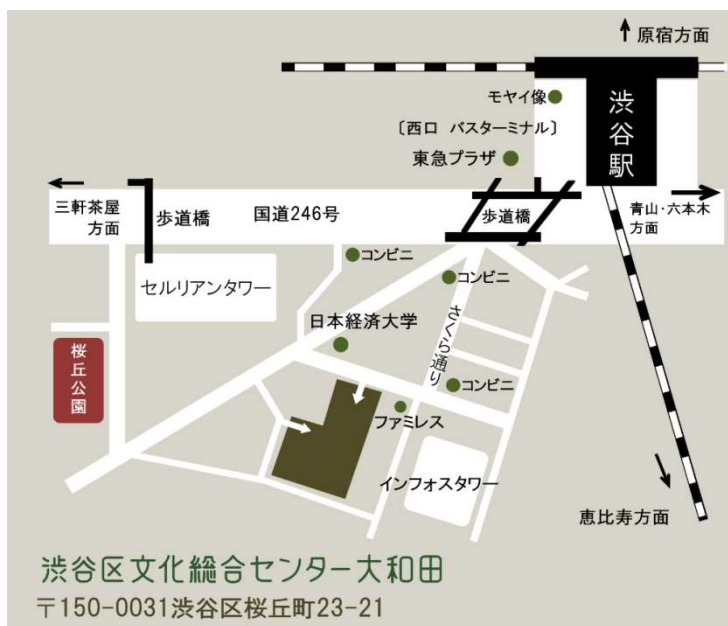 原宿方面
モヤイ像
渋谷駅
〔西口 バスターミナル〕
東急プラザ
三軒茶屋
方面
歩道橋
国道246号
歩道橋
青山・六本木
方面
コンビニ
セルリアンタワー
コンビニ
日本経済大学
さくら通り
桜丘公園
コンビニ
ファミレス
インフォスタワー
恵比寿方面
渋谷区文化総合センター大和田
〒150-0031渋谷区桜丘町23-21